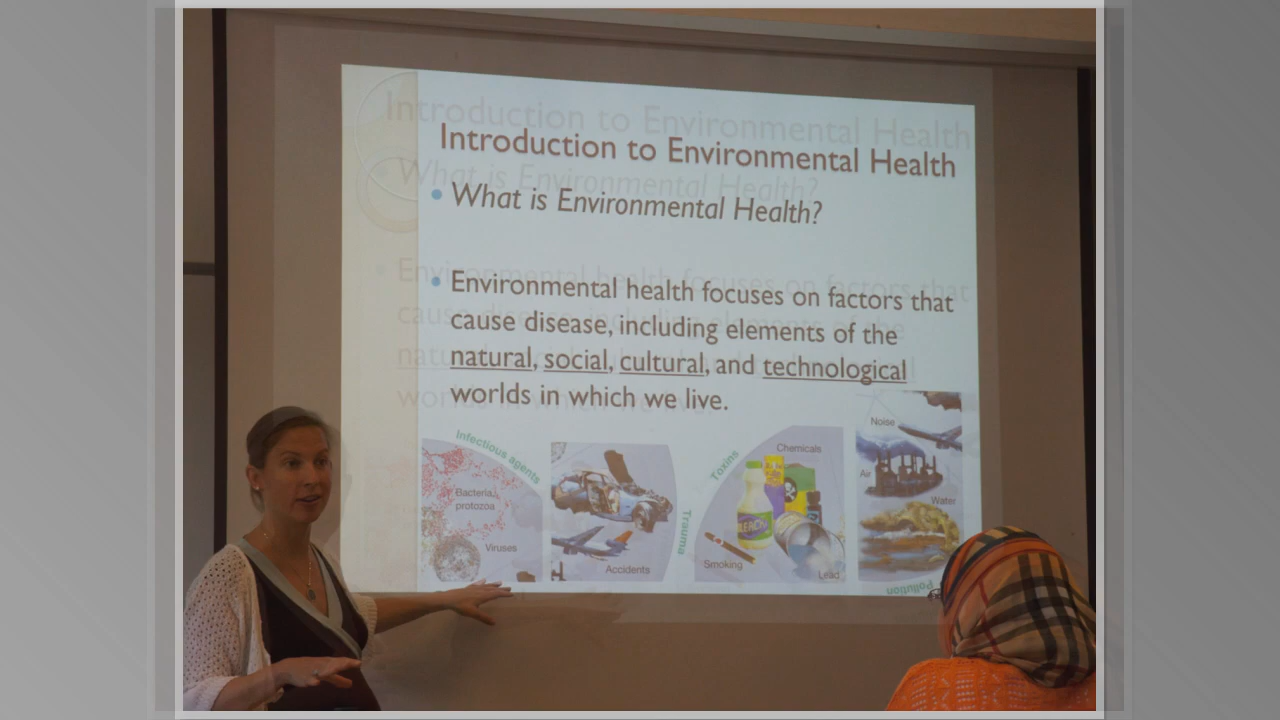 Introduction to Environmental Health
• What is Environmental Health?
• Environmental health focuses on factors that
cause disease, including elements of the
natural, social, cultural, and technological
worlds in which we live.
Infectious agents
Bacteria, protozoa
Viruses
Accidents
Trauma
Toxins
Chemicals
BLEACH
Smoking
Lead
Noise
Air
Water
Pollution